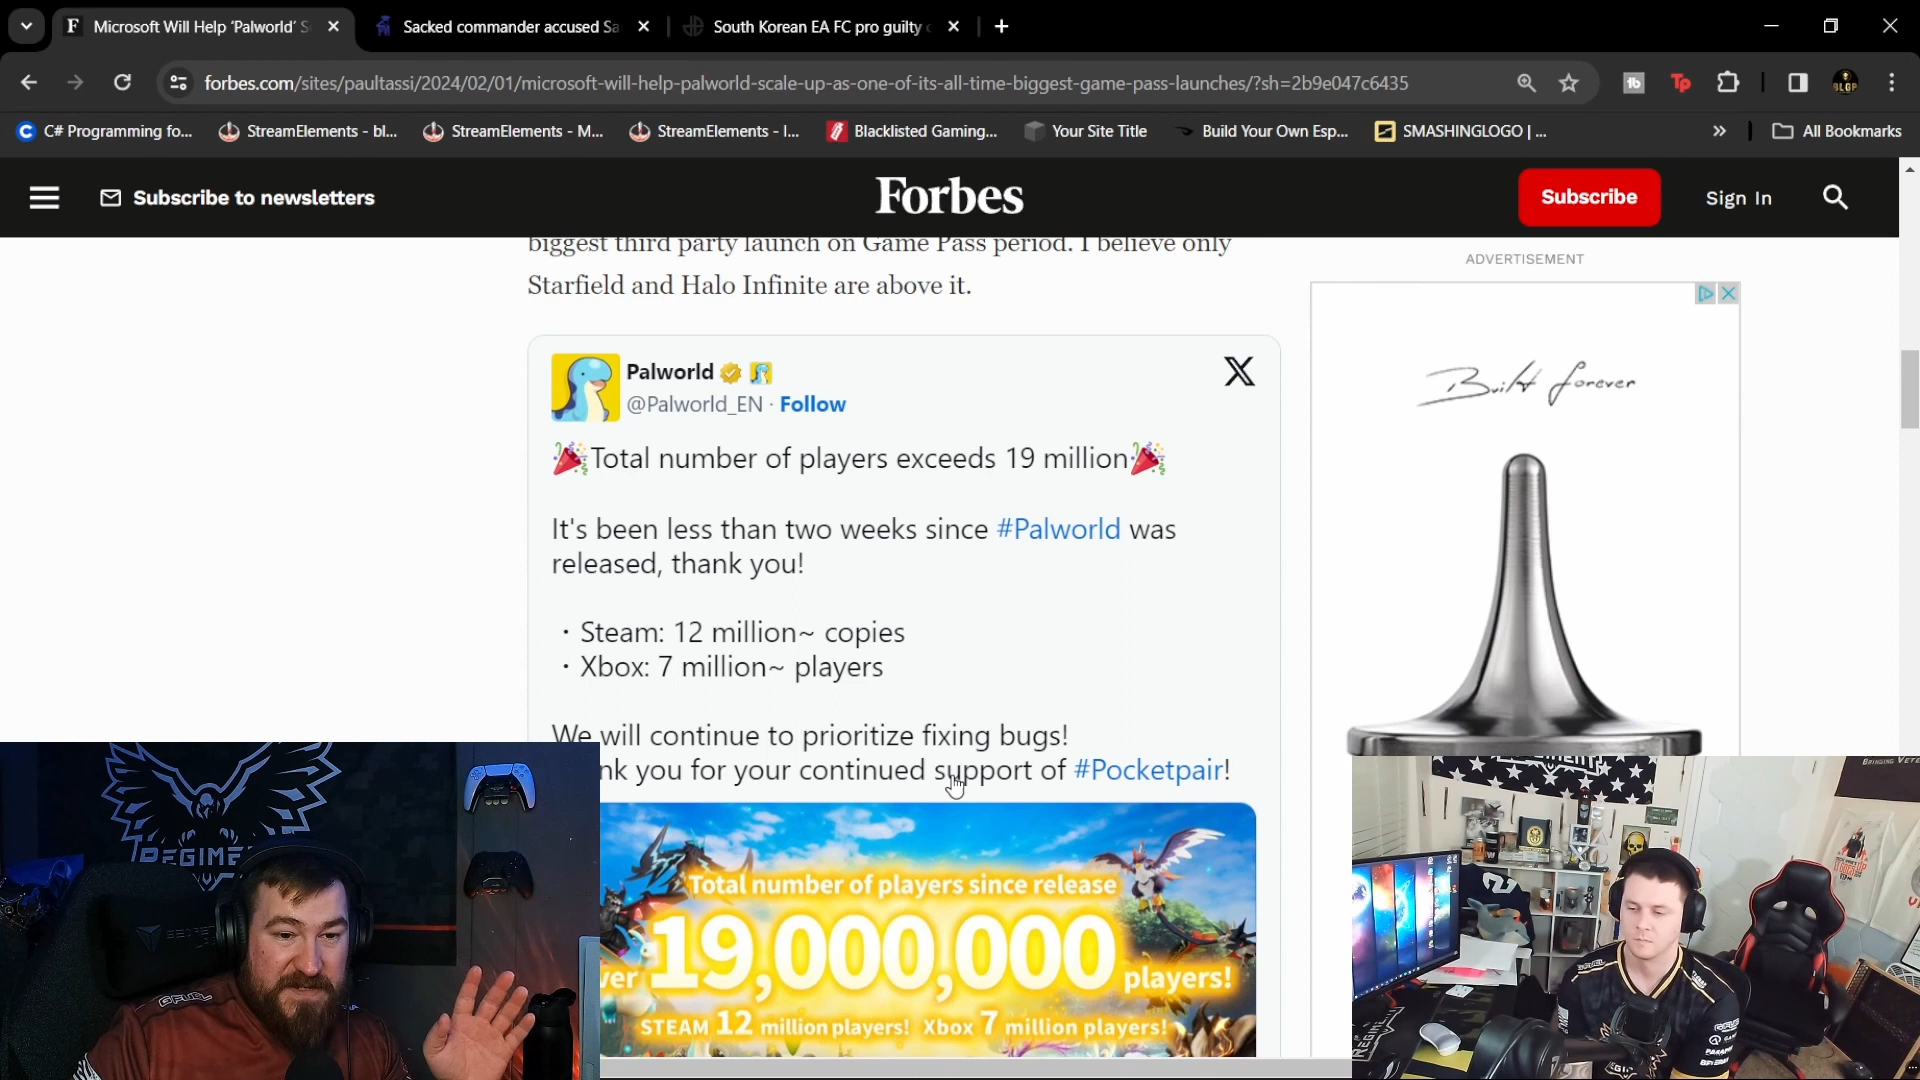 Microsoft Will Help 'Palworld' S
Sacked commander accused Sa
South Korean EA FC pro guilty
forbes.com/sites/paultassi/2024/02/01/microsoft-will-help-palworld-scale-up-as-one-of-its-all-time-biggest-game-pass-launches/?sh=2b9e047c6435
C# Programming fo...
StreamElements - bl...
StreamElements - M...
StreamElements - I...
Blacklisted Gaming...
Your Site Title
Build Your Own Esp...
SMASHINGLOGO | ...
All Bookmarks
Subscribe to newsletters
Forbes
Subscribe
Sign In
biggest third party launch on Game Pass period. I believe only
Starfield and Halo Infinite are above it.
ADVERTISEMENT
Built forever
Palworld
@Palworld_EN · Follow
🎉Total number of players exceeds 19 million🎉
It's been less than two weeks since #Palworld was
released, thank you!
・Steam: 12 million~ copies
・Xbox: 7 million~ players
We will continue to prioritize fixing bugs!
nk you for your continued support of #Pocketpair!
Total number of players since release
ver 19,000,000 players!
STEAM 12 million players! Xbox 7 million players!
REGIME
GFUEL